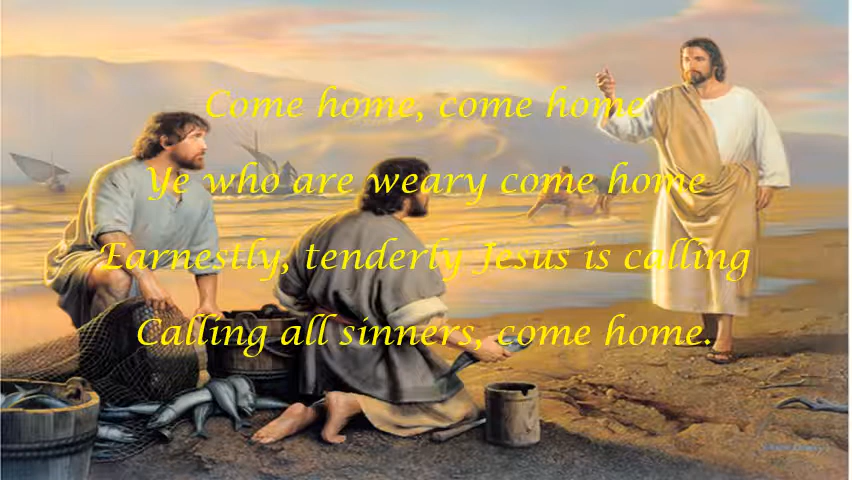 Come home, come home
Ye who are weary come home
Earnestly, tenderly Jesus is calling
Calling all sinners, come home.